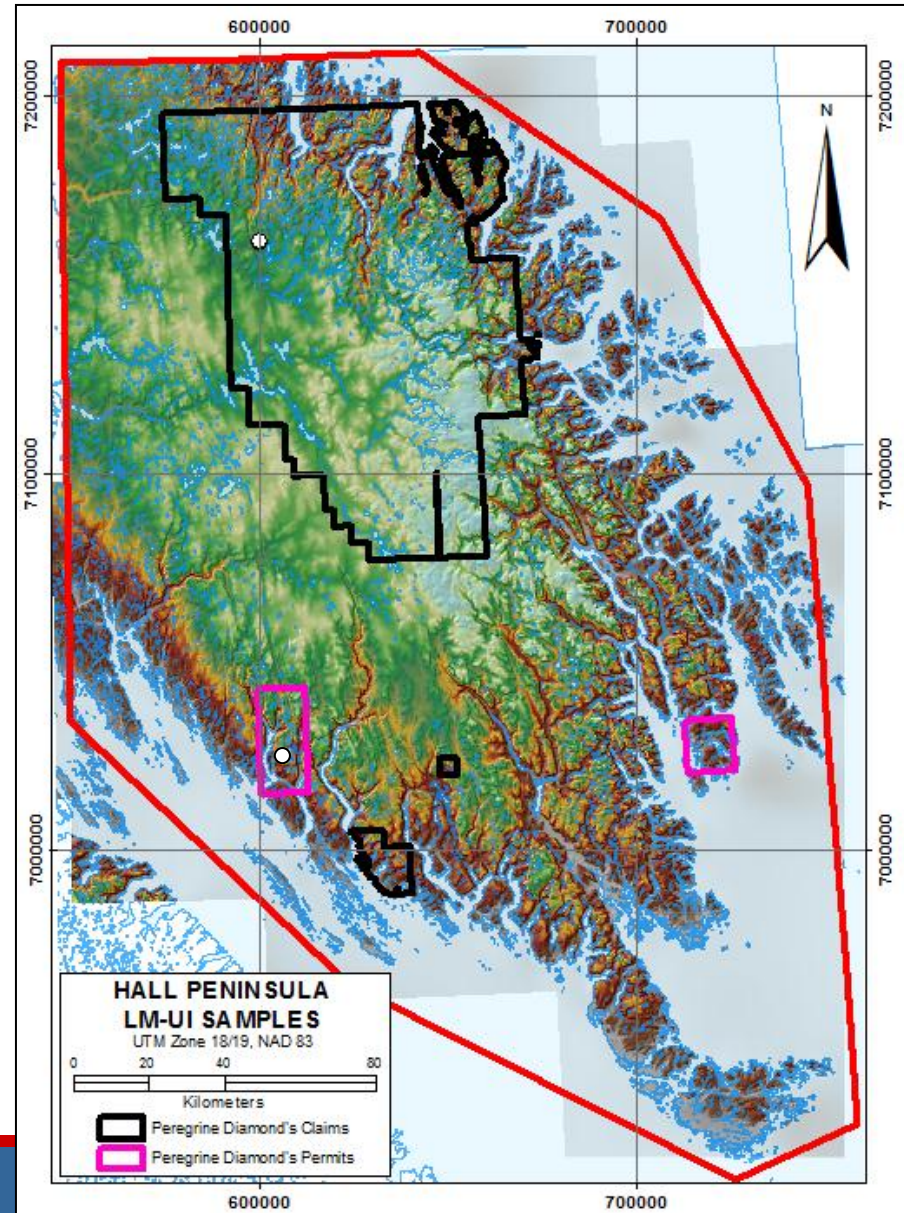 600000 700000
7200000 7200000
N
7100000 7100000
7000000 7000000
HALL PENINSULA
LM-UI SAMPLES
UTM Zone 18/19, NAD 83
0 20 40 80
Kilometers
Peregrine Diamond's Claims
Peregrine Diamond's Permits
600000 700000